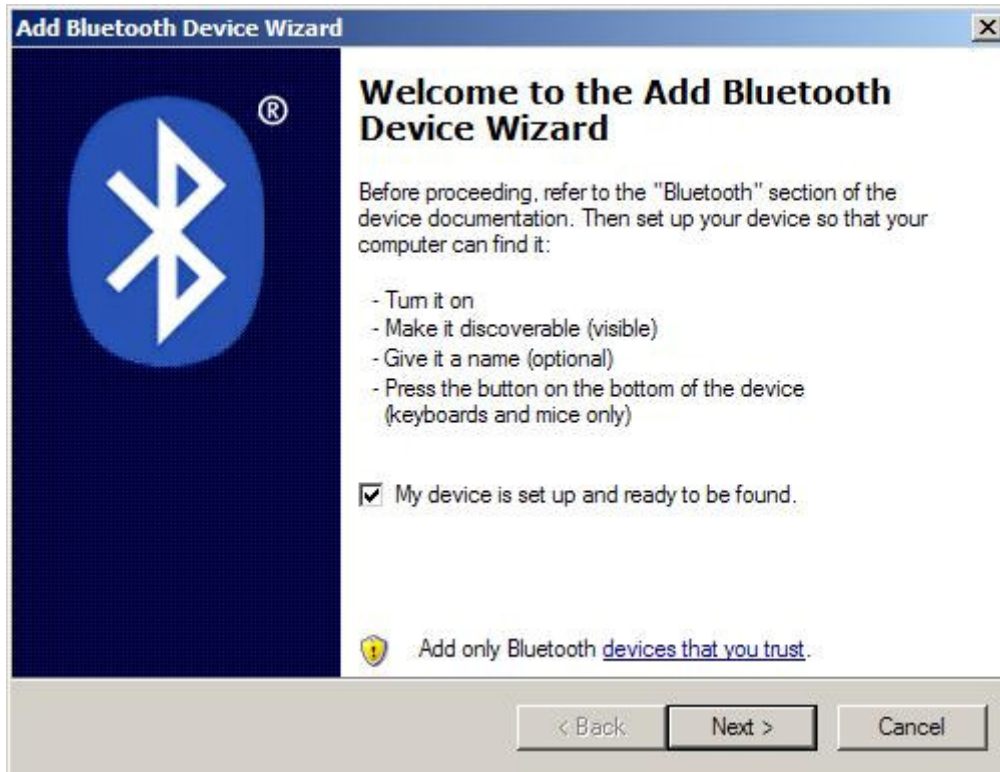 Add Bluetooth Device Wizard
®
Welcome to the Add Bluetooth
Device Wizard
Before proceeding, refer to the "Bluetooth" section of the
device documentation. Then set up your device so that your
computer can find it:
- Turn it on
- Make it discoverable (visible)
- Give it a name (optional)
- Press the button on the bottom of the device
(keyboards and mice only)
My device is set up and ready to be found.
Add only Bluetooth devices that you trust.
< Back Next > Cancel